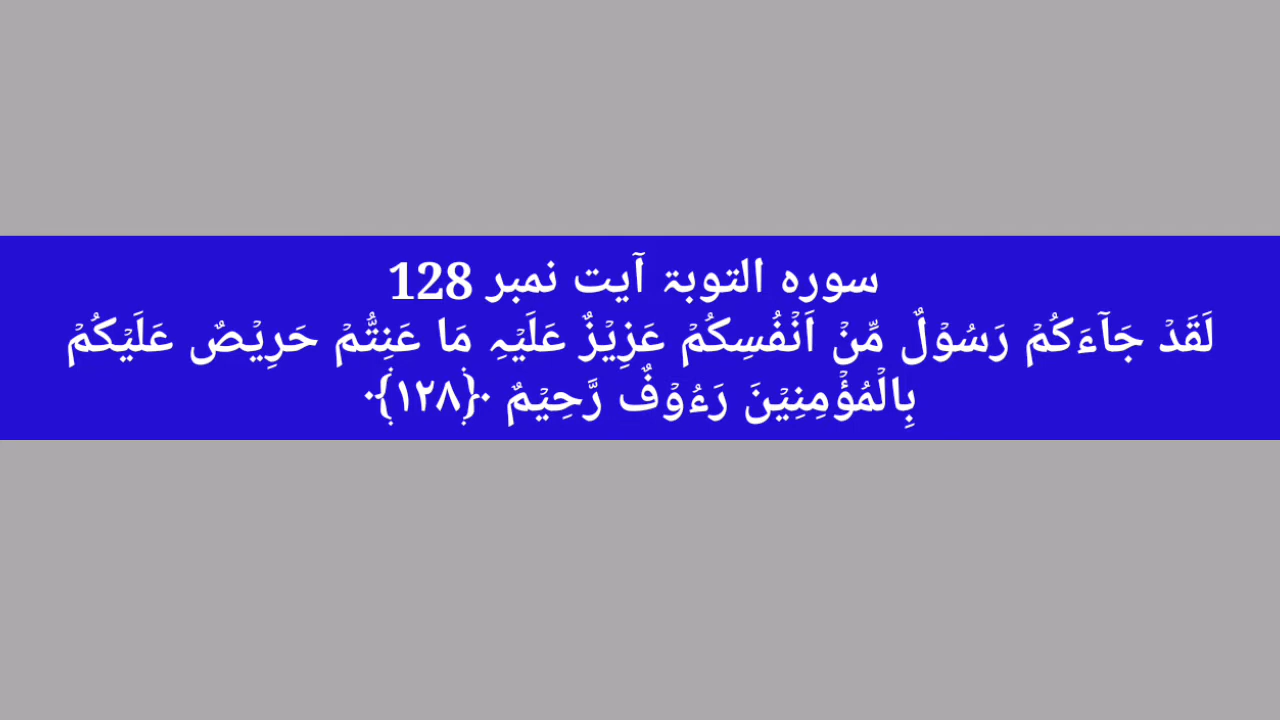 سورہ التوبۃ آیت نمبر 128
لَقَدۡ جَآءَکُمۡ رَسُوۡلٌ مِّنۡ اَنۡفُسِکُمۡ عَزِیۡزٌ عَلَیۡہِ مَا عَنِتُّمۡ حَرِیۡصٌ عَلَیۡکُمۡ
بِالۡمُؤۡمِنِیۡنَ رَءُوۡفٌ رَّحِیۡمٌ ﴿۱۲۸﴾